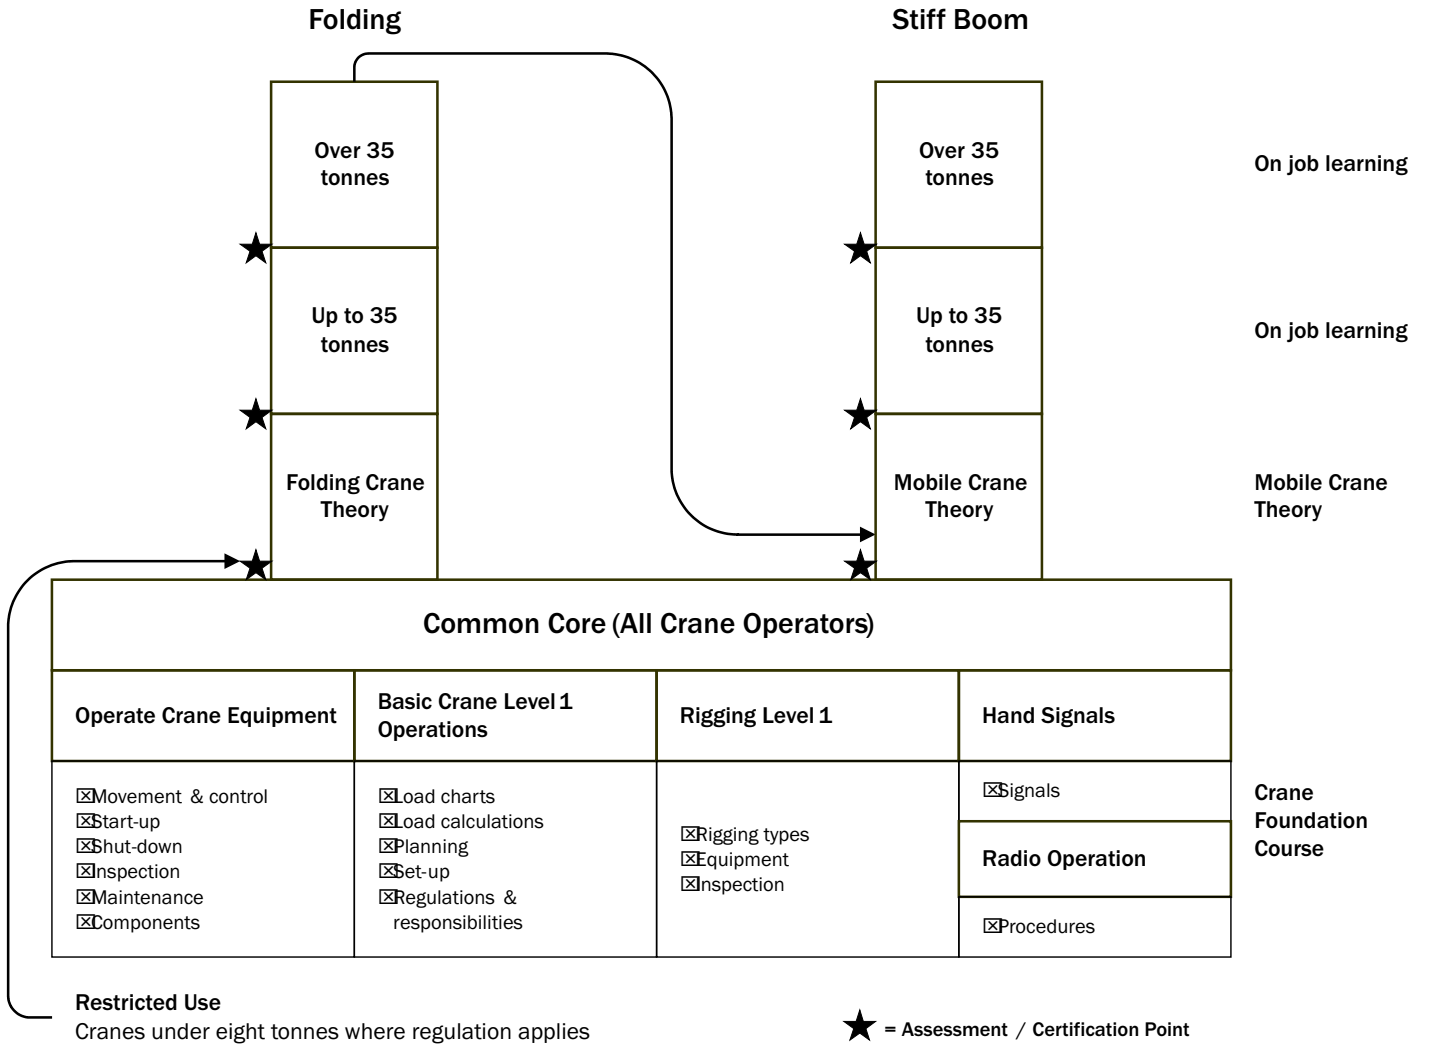 Folding
Stiff Boom
Over 35
tonnes
Over 35
tonnes
On job learning
Up to 35
tonnes
Up to 35
tonnes
On job learning
Folding Crane
Theory
Mobile Crane
Theory
Mobile Crane
Theory
Common Core (All Crane Operators)
Operate Crane Equipment
Basic Crane Level 1
Operations
Rigging Level 1
Hand Signals
☒Movement & control
☒Start-up
☒Shut-down
☒Inspection
☒Maintenance
☒Components
☒Load charts
☒Load calculations
☒Planning
☒Set-up
☒Regulations &
responsibilities
☒Rigging types
☒Equipment
☒Inspection
☒Signals
Radio Operation
☒Procedures
Crane
Foundation
Course
Restricted Use
Cranes under eight tonnes where regulation applies
★ = Assessment / Certification Point